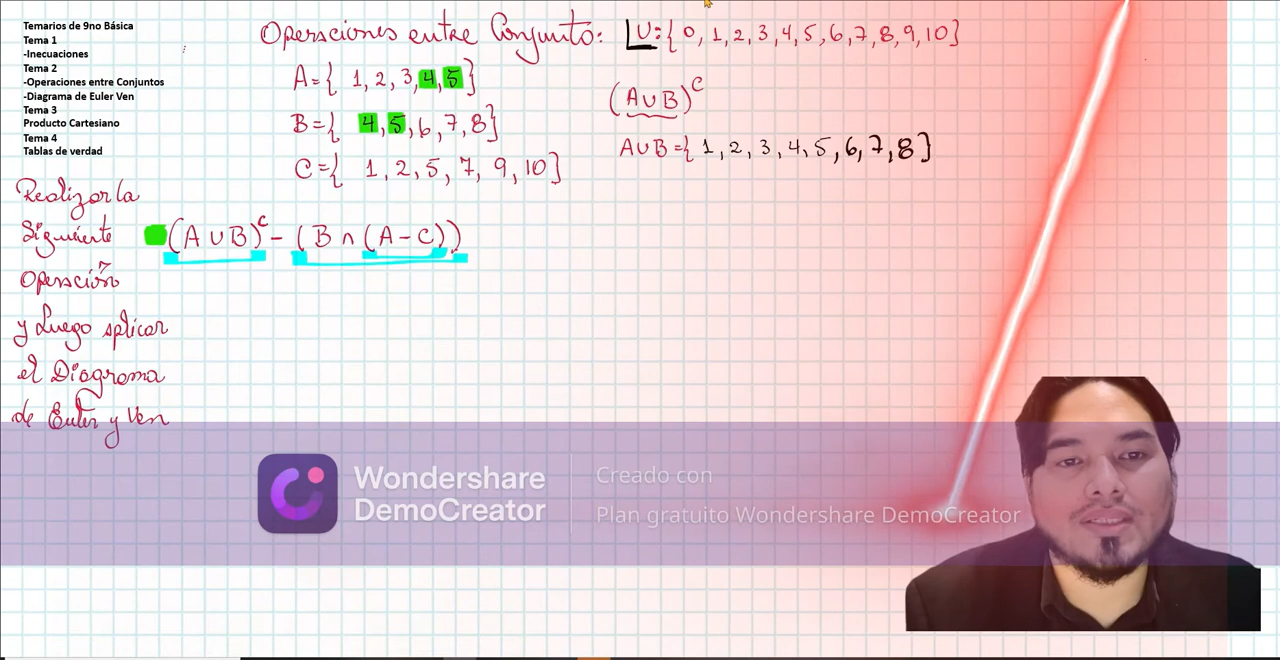 Temarios de 9no Básica
Tema 1
-Inecuaciones
Tema 2
-Operaciones entre Conjuntos
-Diagrama de Euler Ven
Tema 3
Producto Cartesiano
Tema 4
Tablas de verdad
Operaciones entre Conjunto:
U:{ 0, 1, 2, 3, 4, 5, 6, 7, 8, 9, 10}
A={ 1, 2, 3, 4, 5}
B={ 4, 5, 6, 7, 8}
C={ 1, 2, 5, 7, 9, 10}
(A∪B)ᶜ
A∪B={ 1, 2, 3, 4, 5, 6, 7, 8}
Realizar la
Siguiente
Operación
y Luego aplicar
el Diagrama
de Euler y Ven
(A ∪ B)ᶜ - (B ∩ (A - C))
Wondershare
DemoCreator
Creado con
Plan gratuito Wondershare DemoCreator